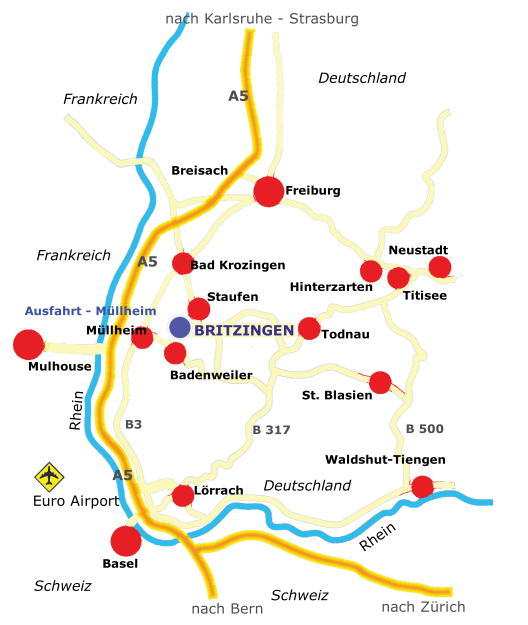 nach Karlsruhe - Strasburg
Deutschland
Frankreich
A5
Breisach
Freiburg
Neustadt
Frankreich
A5
Bad Krozingen
Hinterzarten
Titisee
Staufen
Ausfahrt - Müllheim
Müllheim
BRITZINGEN
Todnau
Mulhouse
Badenweiler
St. Blasien
Rhein
B3
B 317
B 500
Waldshut-Tiengen
A5
Lörrach
Deutschland
Euro Airport
Rhein
Basel
Schweiz
Schweiz
nach Bern
nach Zürich